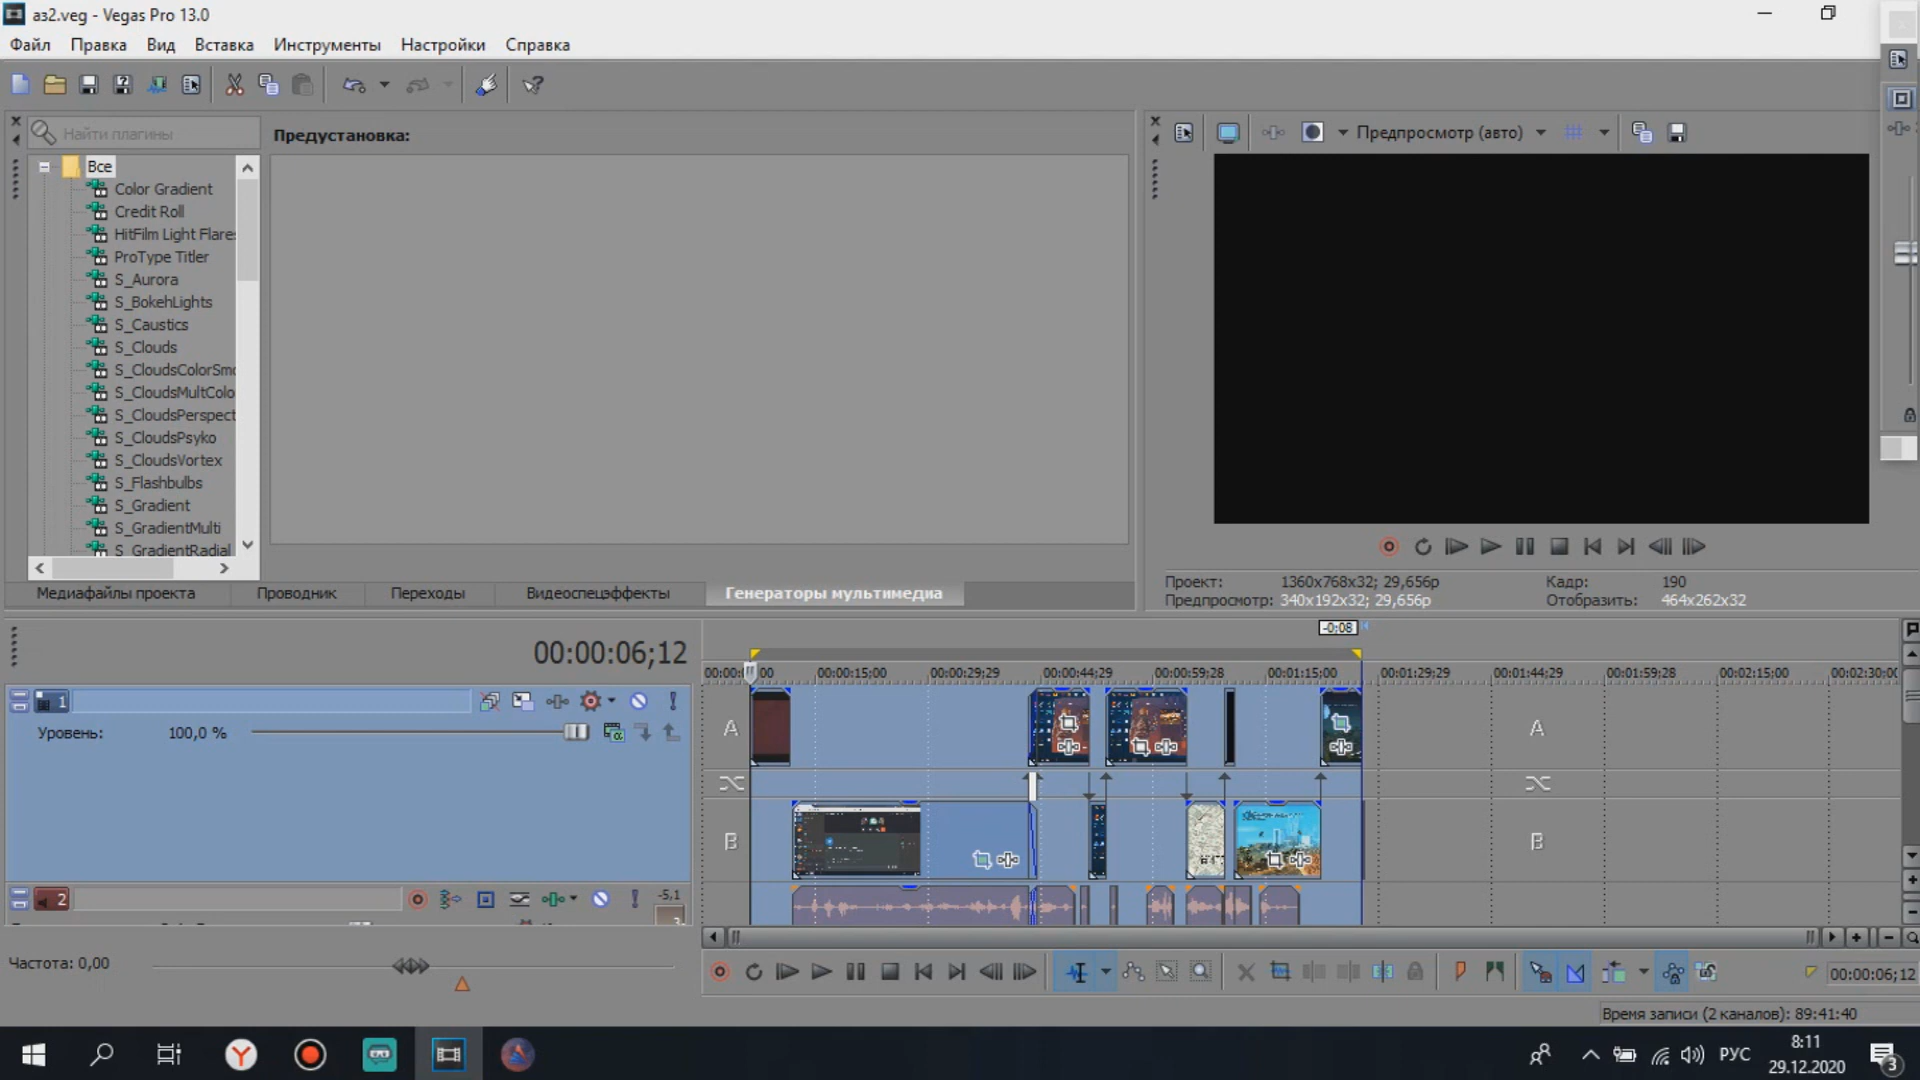 аз2.veg - Vegas Pro 13.0
Файл Правка Вид Вставка Инструменты Настройки Справка
Найти плагины
Предустановка:
Предпросмотр (авто)
Все
Color Gradient
Credit Roll
HitFilm Light Flare
ProType Titler
S_Aurora
S_BokehLights
S_Caustics
S_Clouds
S_CloudsColorSmo
S_CloudsMultColo
S_CloudsPerspect
S_CloudsPsyko
S_CloudsVortex
S_Flashbulbs
S_Gradient
S_GradientMulti
S_GradientRadial
Медиафайлы проекта Проводник Переходы Видеоспецэффекты Генераторы мультимедиа
Проект: 1360x768x32; 29,656p Кадр: 190
Предпросмотр: 340x192x32; 29,656p Отобразить: 464x262x32
-0:08
00:00:06;12
00:00: 00 00:00:15;00 00:00:29;29 00:00:44;29 00:00:59;28 00:01:15;00 00:01:29;29 00:01:44;29 00:01:59;28 00:02:15;00 00:02:30;00
1
Уровень: 100,0 %
A A
B B
2 -5,1
Частота: 0,00
00:00:06;12
Время записи (2 каналов): 89:41:40
РУС
8:11
29.12.2020
3